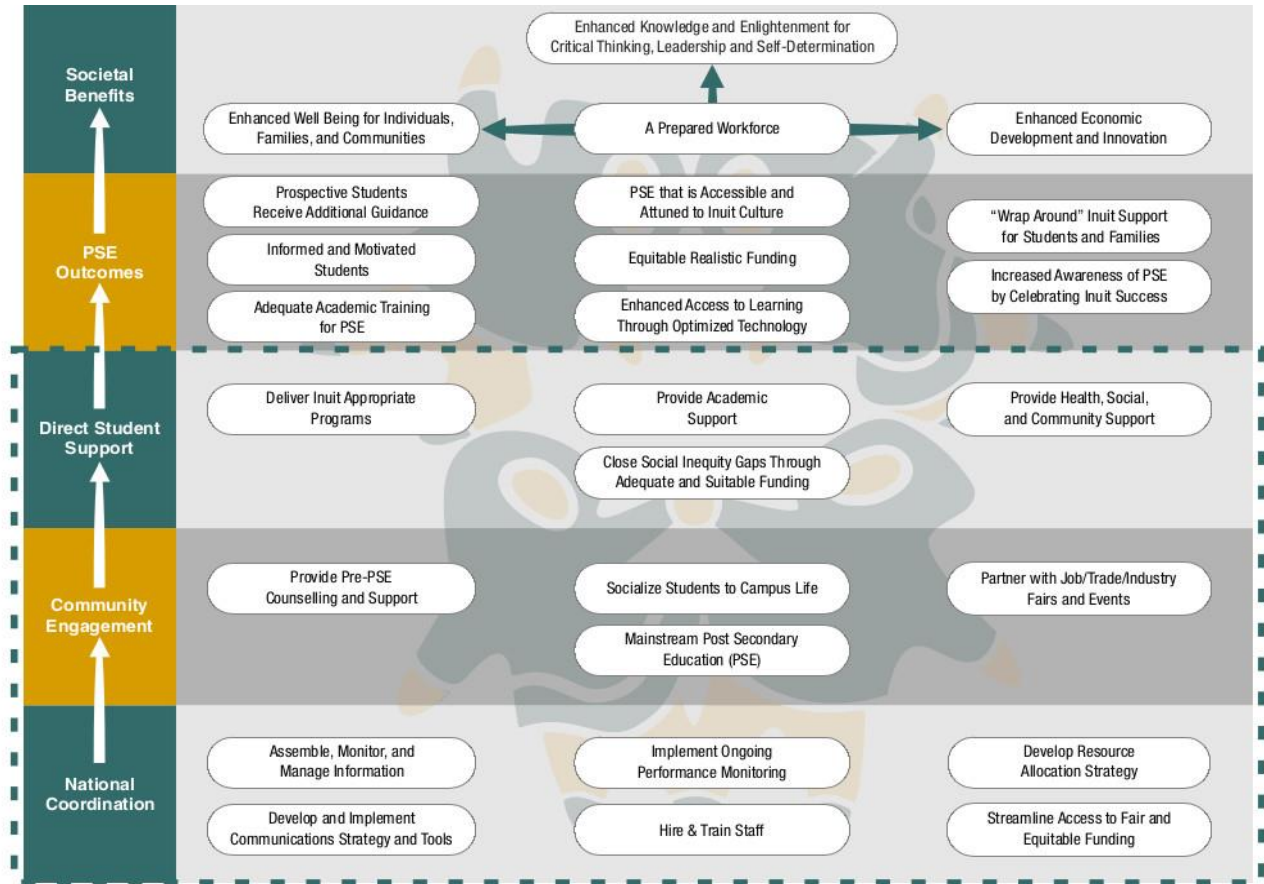 Societal
Benefits
Enhanced Knowledge and Enlightenment for
Critical Thinking, Leadership and Self-Determination
Enhanced Well Being for Individuals,
Families, and Communities
A Prepared Workforce
Enhanced Economic
Development and Innovation
PSE
Outcomes
Prospective Students
Receive Additional Guidance
Informed and Motivated
Students
Adequate Academic Training
for PSE
PSE that is Accessible and
Attuned to Inuit Culture
Equitable Realistic Funding
Enhanced Access to Learning
Through Optimized Technology
“Wrap Around” Inuit Support
for Students and Families
Increased Awareness of PSE
by Celebrating Inuit Success
Direct Student
Support
Deliver Inuit Appropriate
Programs
Provide Academic
Support
Close Social Inequity Gaps Through
Adequate and Suitable Funding
Provide Health, Social,
and Community Support
Community
Engagement
Provide Pre-PSE
Counselling and Support
Socialize Students to Campus Life
Mainstream Post Secondary
Education (PSE)
Partner with Job/Trade/Industry
Fairs and Events
National
Coordination
Assemble, Monitor, and
Manage Information
Develop and Implement
Communications Strategy and Tools
Implement Ongoing
Performance Monitoring
Hire & Train Staff
Develop Resource
Allocation Strategy
Streamline Access to Fair and
Equitable Funding